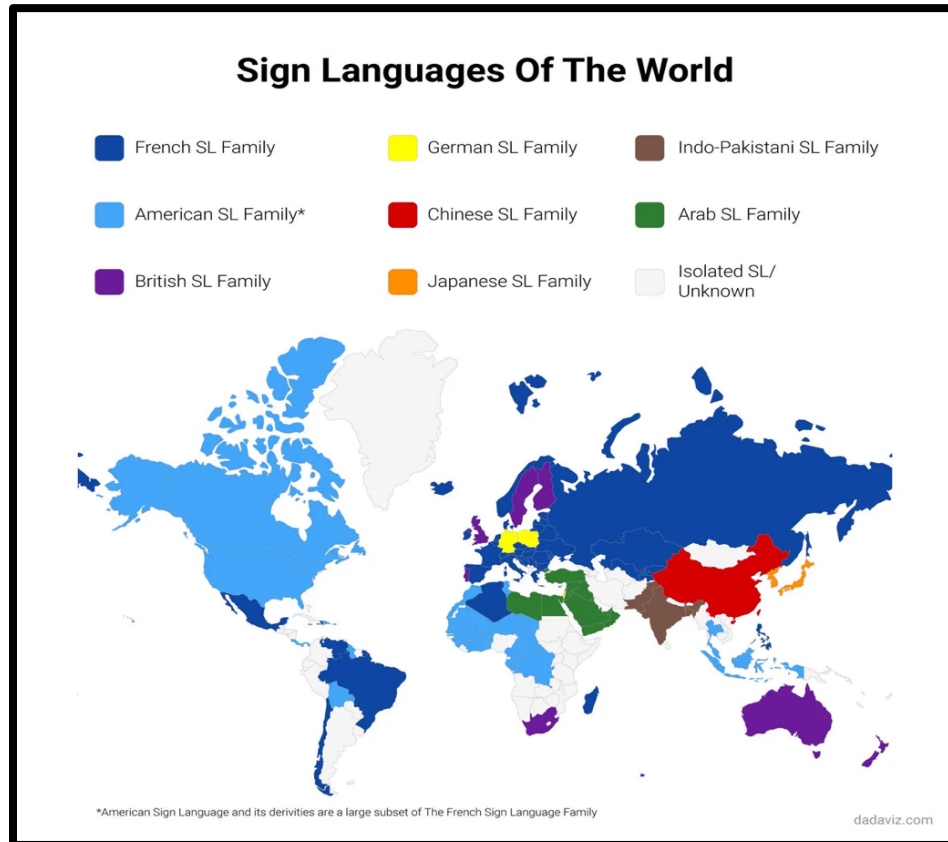 Sign Languages Of The World
French SL Family
German SL Family
Indo-Pakistani SL Family
American SL Family*
Chinese SL Family
Arab SL Family
British SL Family
Japanese SL Family
Isolated SL/
Unknown
*American Sign Language and its derivities are a large subset of The French Sign Language Family
dadaviz.com